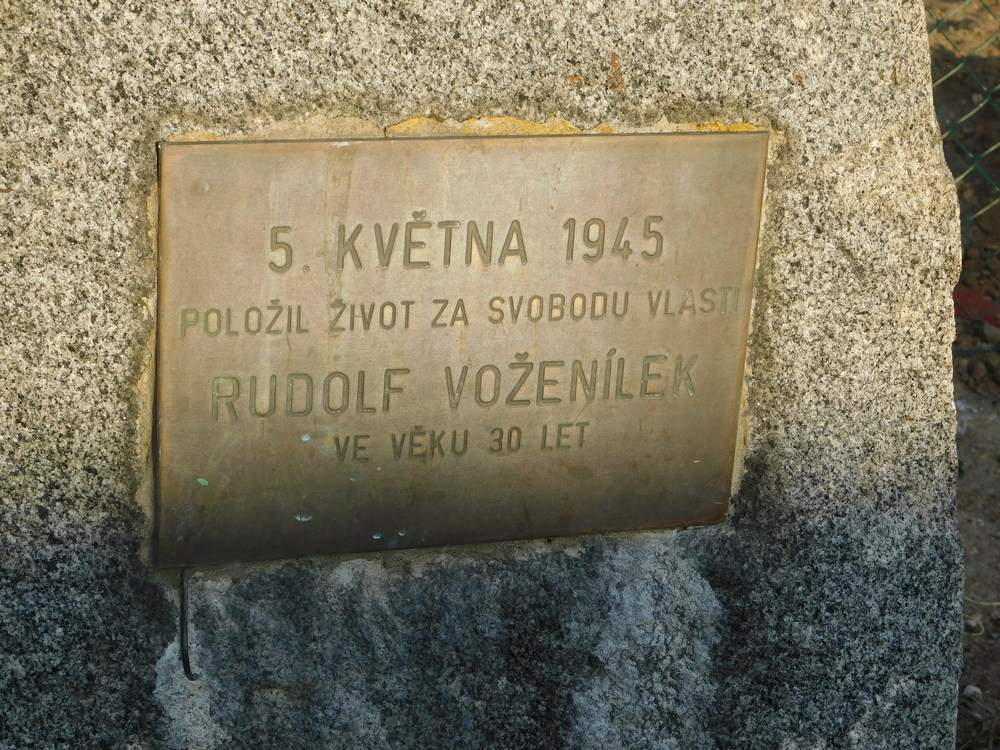 5. KVĚTNA 1945
POLOŽIL ŽIVOT ZA SVOBODU VLASTI
RUDOLF VOŽENÍLEK
VE VĚKU 30 LET